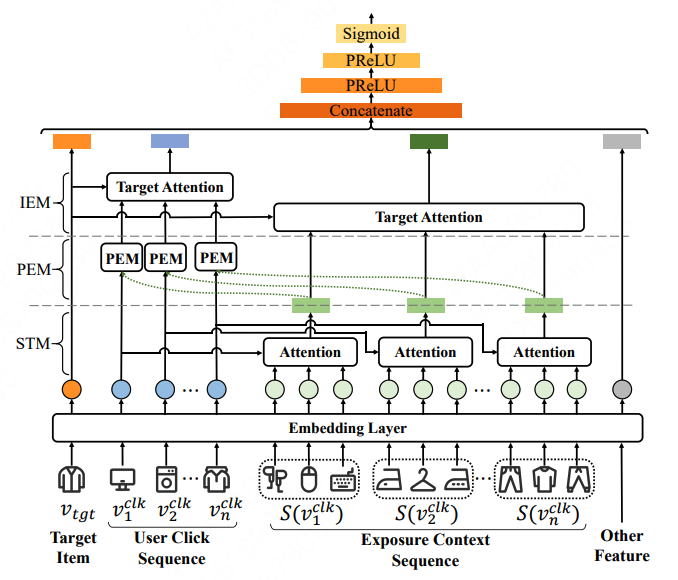 Sigmoid
PReLU
PReLU
Concatenate
IEM
Target Attention
Target Attention
PEM
PEM PEM PEM
STM
Attention Attention Attention
... ...
Embedding Layer
... ...
v_tgt v_1^clk v_2^clk v_n^clk S(v_1^clk) S(v_2^clk) S(v_n^clk)
Target Item
User Click Sequence
Exposure Context Sequence
Other Feature